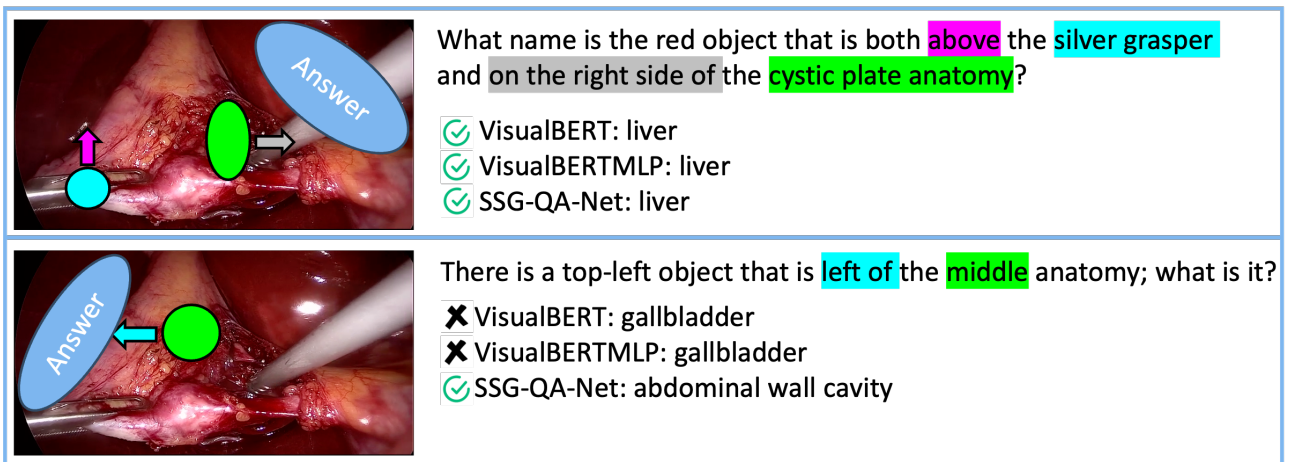 Answer
What name is the red object that is both above the silver grasper
and on the right side of the cystic plate anatomy?
VisualBERT: liver
VisualBERTMLP: liver
SSG-QA-Net: liver
Answer
There is a top-left object that is left of the middle anatomy; what is it?
VisualBERT: gallbladder
VisualBERTMLP: gallbladder
SSG-QA-Net: abdominal wall cavity